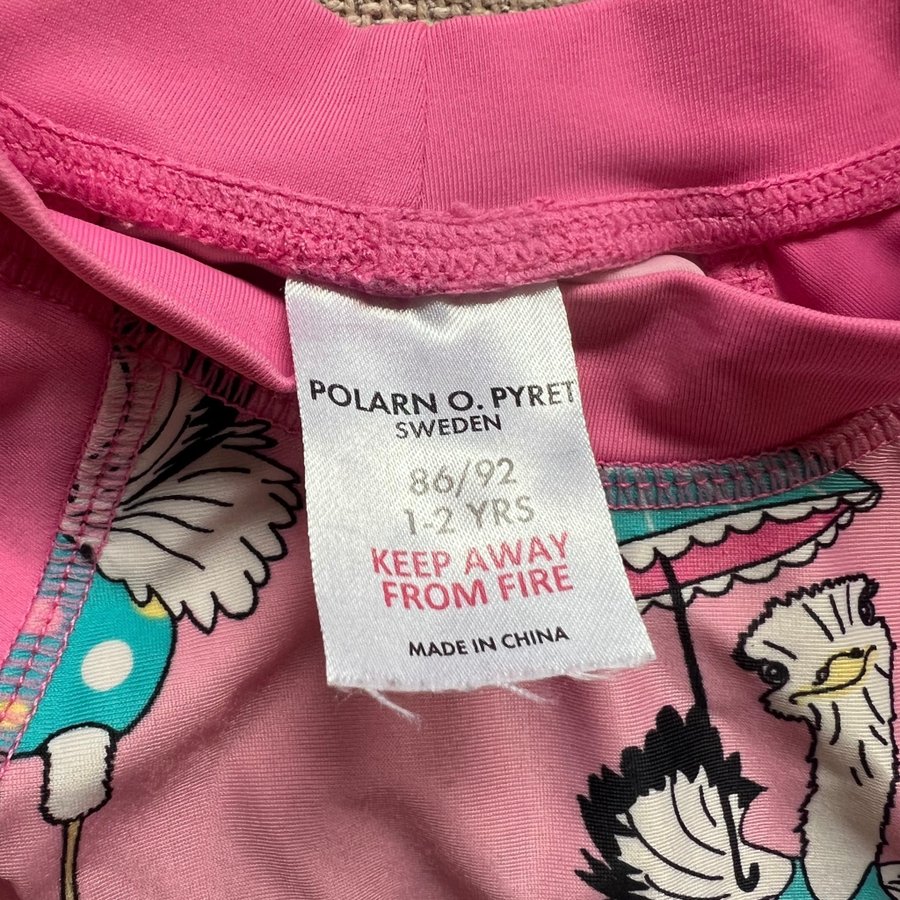 POLARN O. PYRET
SWEDEN
86/92
1-2 YRS
KEEP AWAY
FROM FIRE
MADE IN CHINA